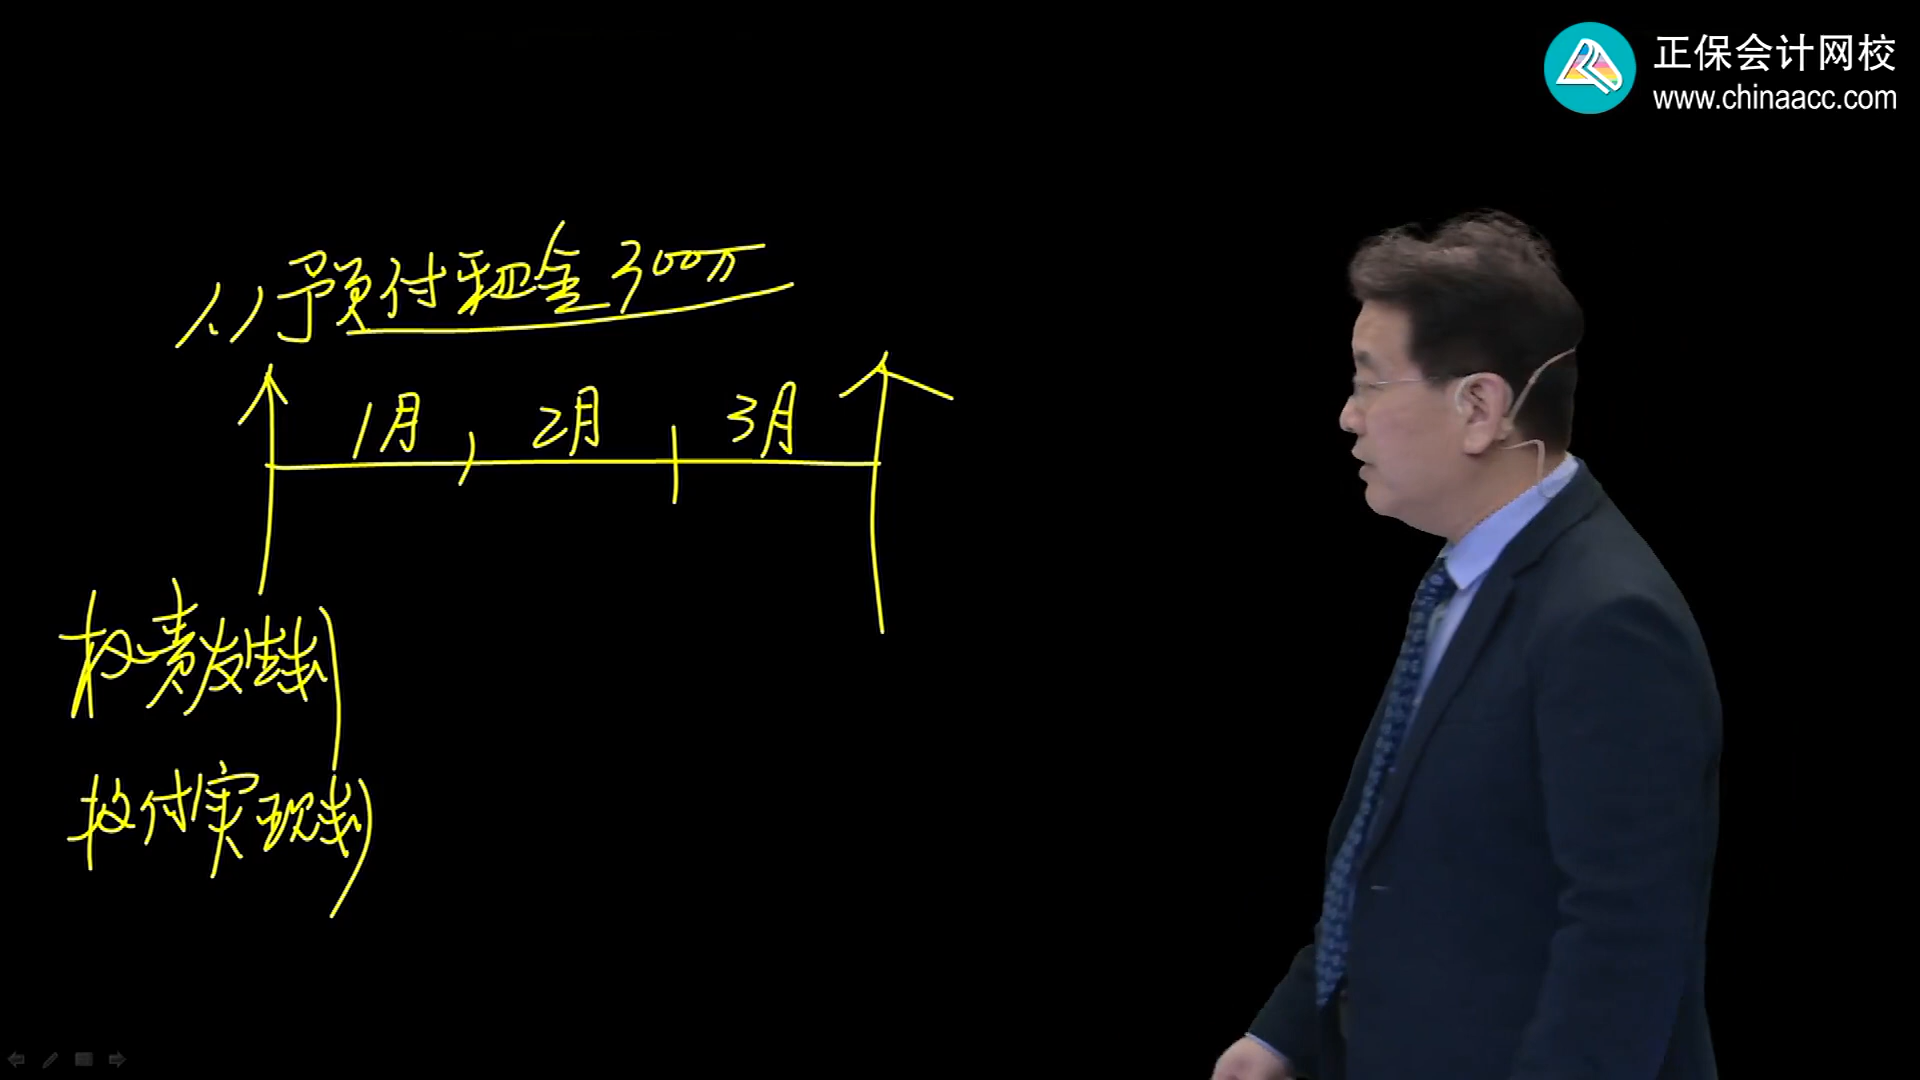 正保会计网校
www.chinaacc.com
(1)预付租金300万
1月 2月 3月
权责发生制
收付实现制